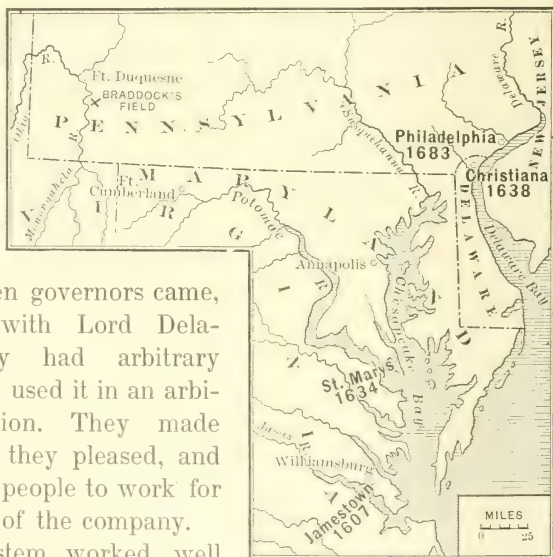 R.
Ft. Duquesne
BRADDOCK'S
FIELD
Ohio
R.
PENNSYLVANIA
Susquehanna R.
Delaware R.
NEW JERSEY
Philadelphia
1683
Christiana
1638
Monongahela
Ft.
Cumberland
MARYLAND
VIRGINIA
Potomac
R.
DELAWARE
Delaware Bay
Annapolis
Chesapeake
Bay
St. Marys
1634
James
Williamsburg
Jamestown
1607
MILES
0 25
en governors came,
with Lord Dela-
y had arbitrary
used it in an arbi-
ion. They made
they pleased, and
people to work for
of the company.
stem worked well